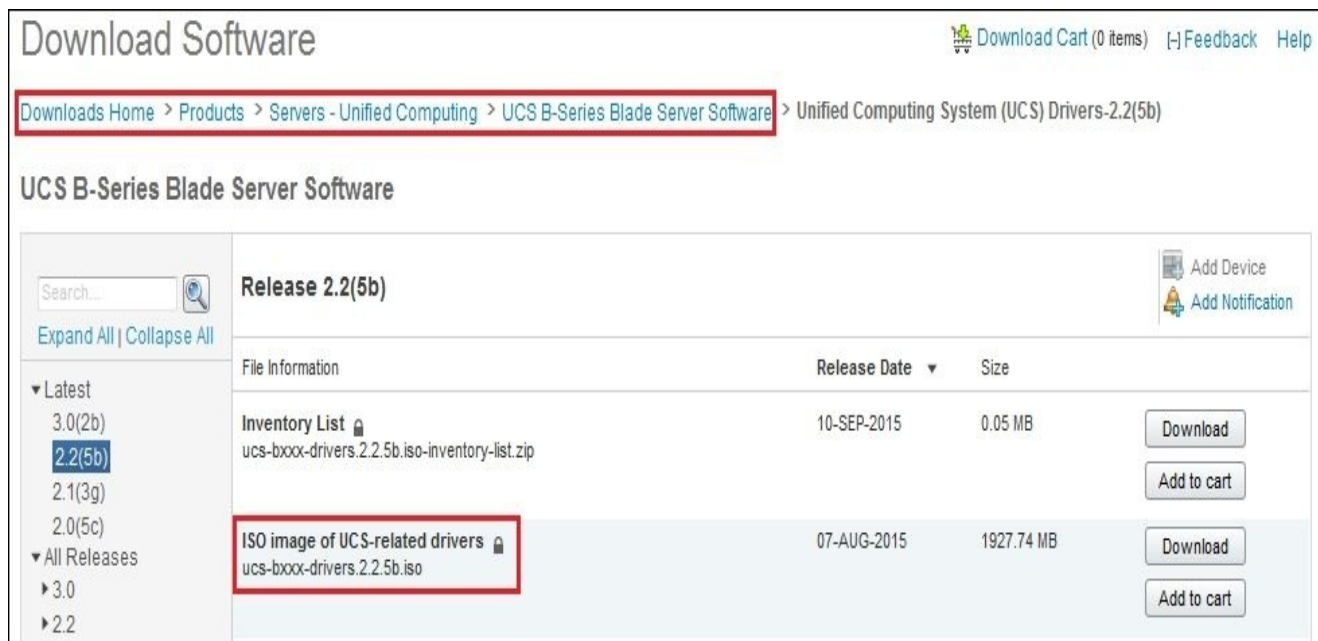 Download Software
Download Cart (0 items) [-] Feedback Help
Downloads Home > Products > Servers - Unified Computing > UCS B-Series Blade Server Software > Unified Computing System (UCS) Drivers-2.2(5b)
UCS B-Series Blade Server Software
Search...
Expand All | Collapse All
▾Latest
3.0(2b)
2.2(5b)
2.1(3g)
2.0(5c)
▾All Releases
▸3.0
▸2.2
Release 2.2(5b)
Add Device
Add Notification
File Information Release Date ▾ Size
Inventory List 10-SEP-2015 0.05 MB Download
ucs-bxxx-drivers.2.2.5b.iso-inventory-list.zip
Add to cart
ISO image of UCS-related drivers 07-AUG-2015 1927.74 MB Download
ucs-bxxx-drivers.2.2.5b.iso
Add to cart